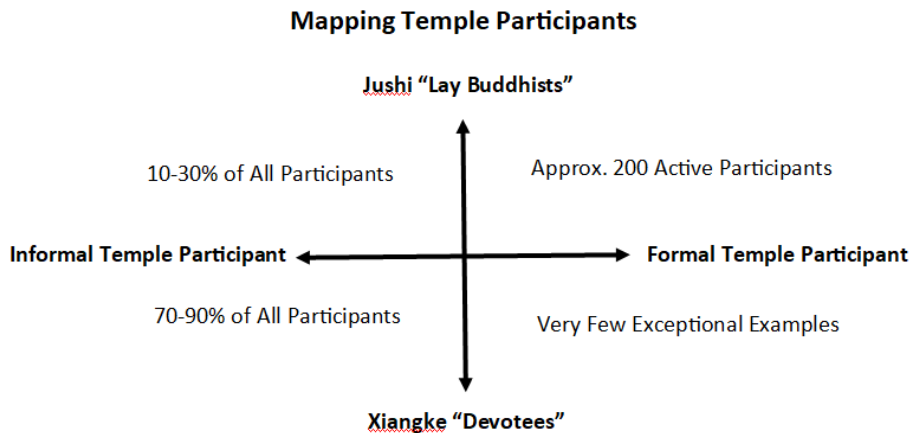 Mapping Temple Participants
Jushi “Lay Buddhists”
10-30% of All Participants
Approx. 200 Active Participants
Informal Temple Participant
Formal Temple Participant
70-90% of All Participants
Very Few Exceptional Examples
Xiangke “Devotees”